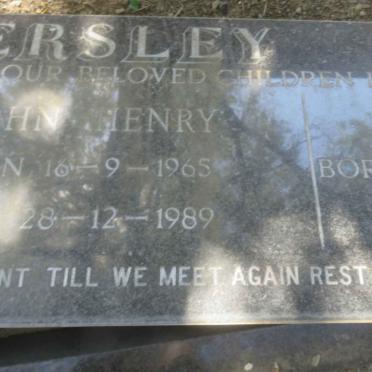 ERSLEY
OUR BELOVED CHILDREN
HN HENRY
N 16-9-1965 BOR
28-12-1989
NT TILL WE MEET AGAIN REST